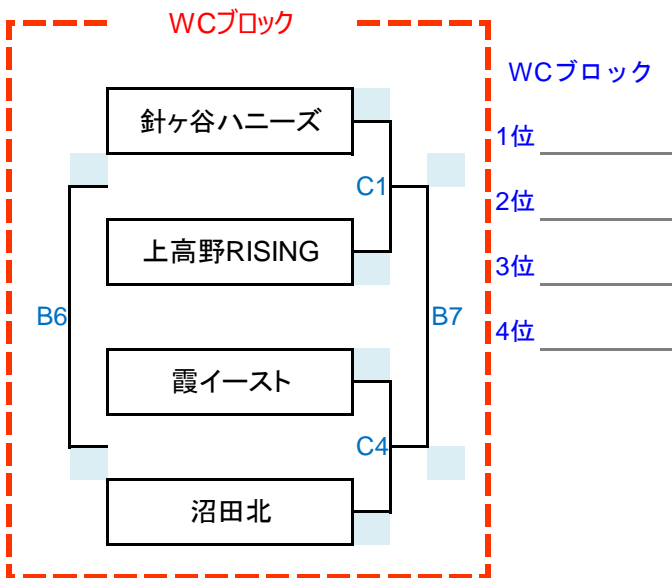 WCブロック
WCブロック
針ヶ谷ハニーズ
1位
C1
2位
上高野RISING
3位
B6
B7
4位
霞イースト
C4
沼田北